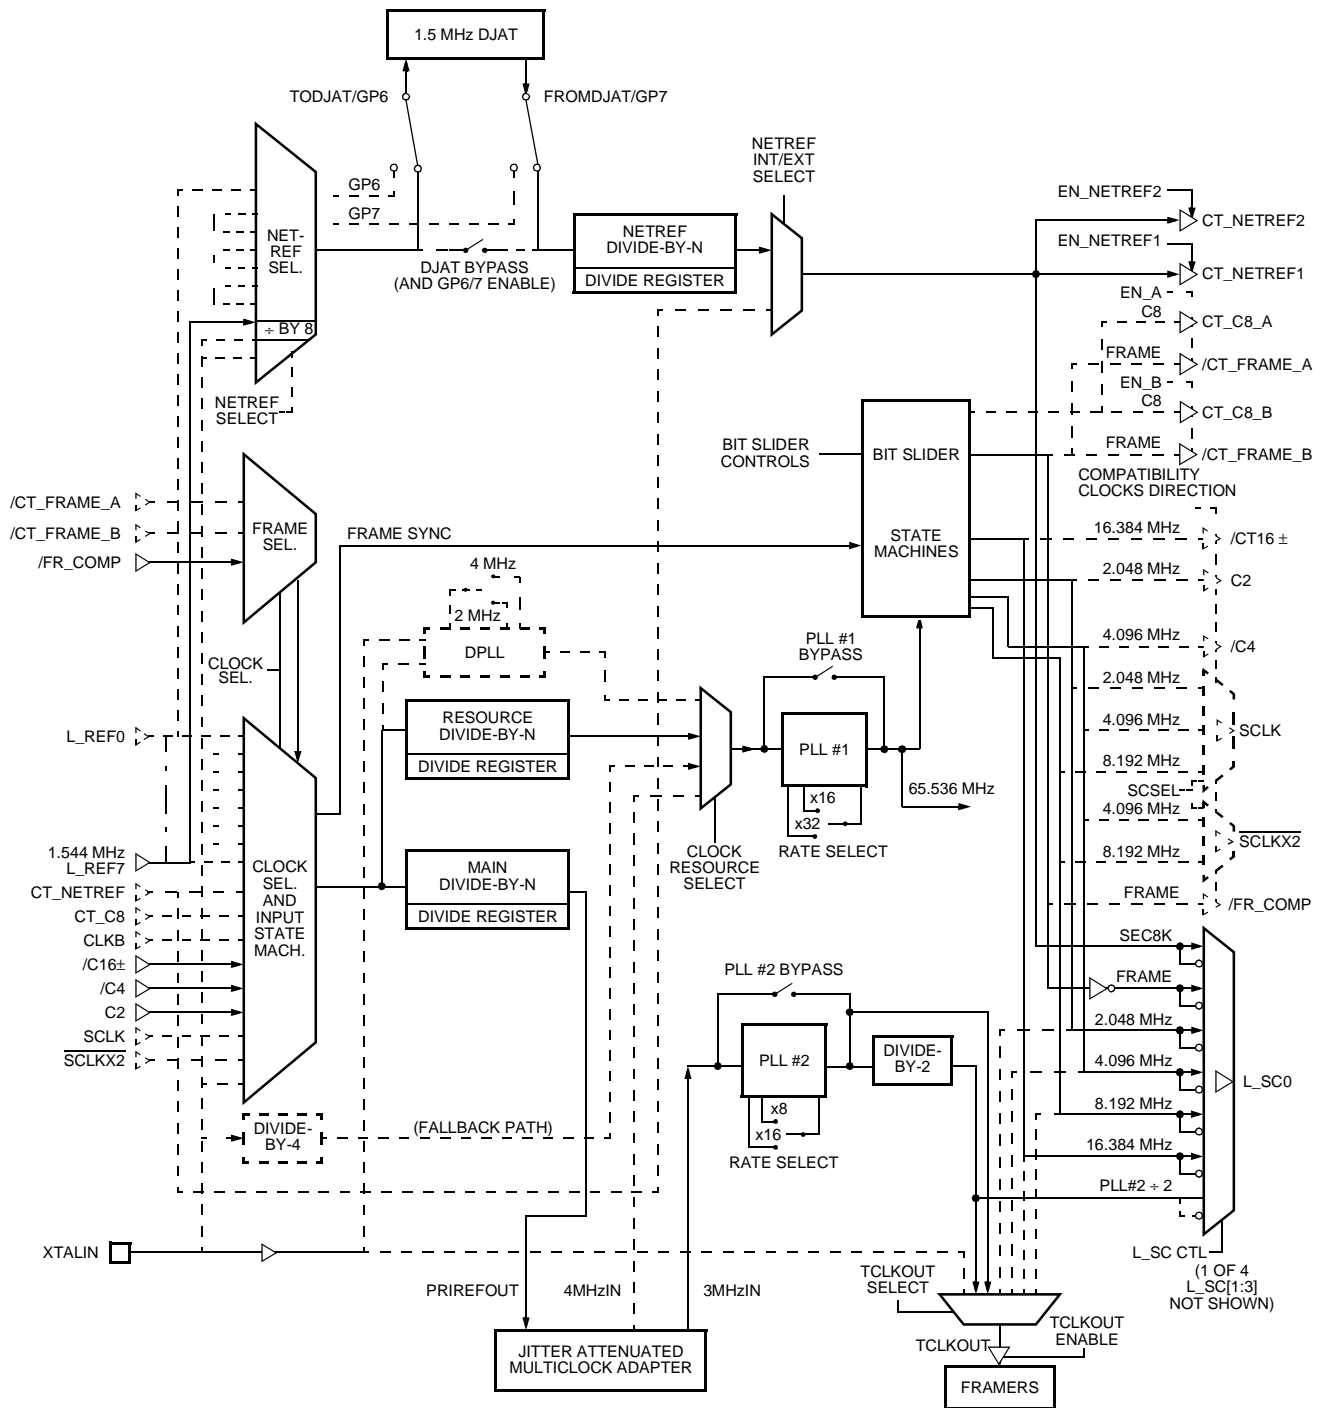 1.5 MHz DJAT
TODJAT/GP6
FROMDJAT/GP7
NETREF
INT/EXT
SELECT
GP6
GP7
NET-
REF
SEL.
÷ BY 8
NETREF
SELECT
DJAT BYPASS
(AND GP6/7 ENABLE)
NETREF
DIVIDE-BY-N
DIVIDE REGISTER
EN_NETREF2
CT_NETREF2
EN_NETREF1
CT_NETREF1
EN_A
C8
CT_C8_A
FRAME
/CT_FRAME_A
EN_B
C8
CT_C8_B
FRAME
/CT_FRAME_B
COMPATIBILITY
CLOCKS DIRECTION
BIT SLIDER
CONTROLS
BIT SLIDER
STATE
MACHINES
/CT_FRAME_A
/CT_FRAME_B
/FR_COMP
FRAME
SEL.
FRAME SYNC
CLOCK
SEL.
4 MHz
2 MHz
DPLL
PLL #1
BYPASS
16.384 MHz
/CT16 ±
2.048 MHz
C2
4.096 MHz
/C4
2.048 MHz
4.096 MHz
SCLK
8.192 MHz
SCSEL
4.096 MHz
SCLKX2
8.192 MHz
FRAME
/FR_COMP
L_REF0
1.544 MHz
L_REF7
CT_NETREF
CT_C8
CLKB
/C16±
/C4
C2
SCLK
SCLKX2
CLOCK
SEL.
AND
INPUT
STATE
MACH.
RESOURCE
DIVIDE-BY-N
DIVIDE REGISTER
MAIN
DIVIDE-BY-N
DIVIDE REGISTER
CLOCK
RESOURCE
SELECT
PLL #1
x16
x32
RATE SELECT
65.536 MHz
PLL #2 BYPASS
PLL #2
x8
x16
RATE SELECT
DIVIDE-
BY-2
SEC8K
FRAME
2.048 MHz
4.096 MHz
L_SC0
8.192 MHz
16.384 MHz
PLL#2 ÷ 2
L_SC CTL
(1 OF 4
L_SC[1:3]
NOT SHOWN)
DIVIDE-
BY-4
(FALLBACK PATH)
XTALIN
PRIREFOUT
4MHzIN
3MHzIN
JITTER ATTENUATED
MULTICLOCK ADAPTER
TCLKOUT
SELECT
TCLKOUT
TCLKOUT
ENABLE
FRAMERS